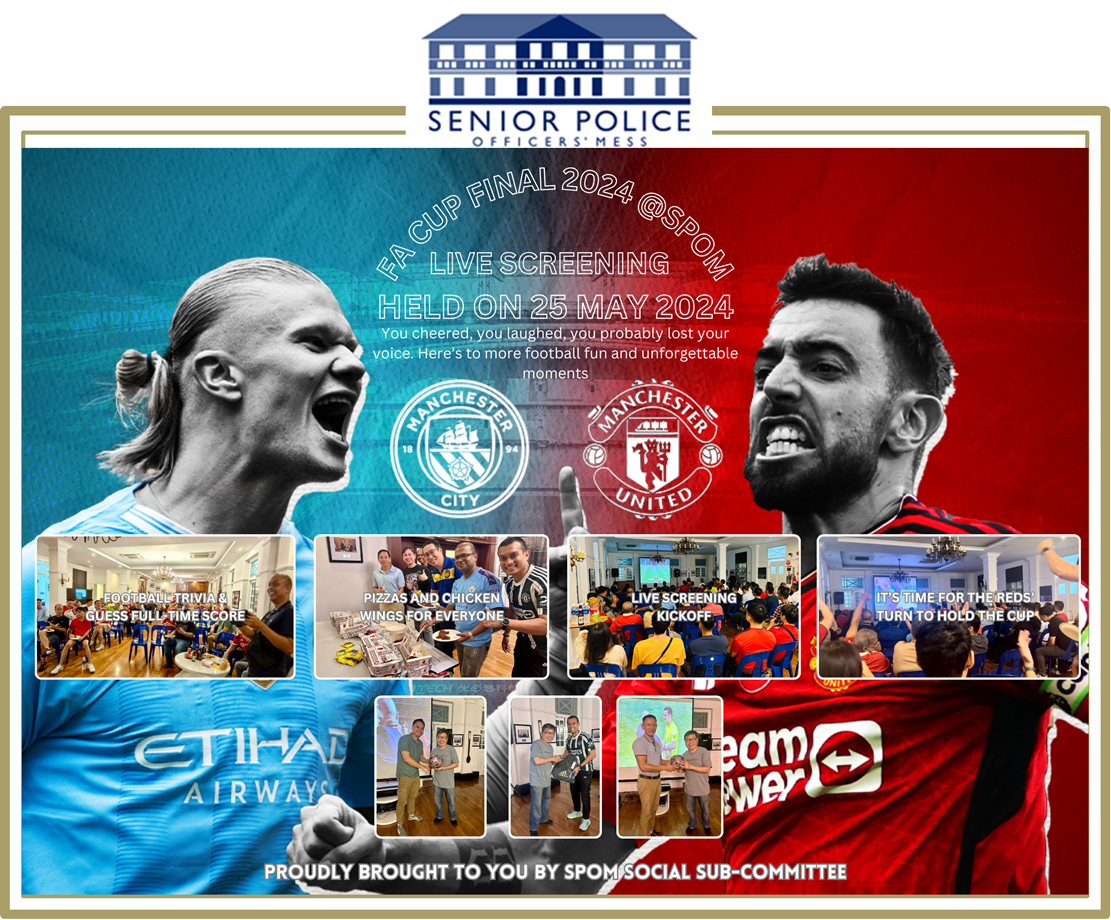 SENIOR POLICE
OFFICERS' MESS
FA CUP FINAL 2024 @SPOM
LIVE SCREENING
HELD ON 25 MAY 2024
You cheered, you laughed, you probably lost your
voice. Here's to more football fun and unforgettable
moments
MANCHESTER
18 94
CITY
MANCHESTER
UNITED
FOOTBALL TRIVIA &
GUESS FULL-TIME SCORE
PIZZAS AND CHICKEN
WINGS FOR EVERYONE
LIVE SCREENING
KICKOFF
IT'S TIME FOR THE REDS'
TURN TO HOLD THE CUP
ETIHAD
AIRWAYS
eam
wer
PROUDLY BROUGHT TO YOU BY SPOM SOCIAL SUB-COMMITTEE